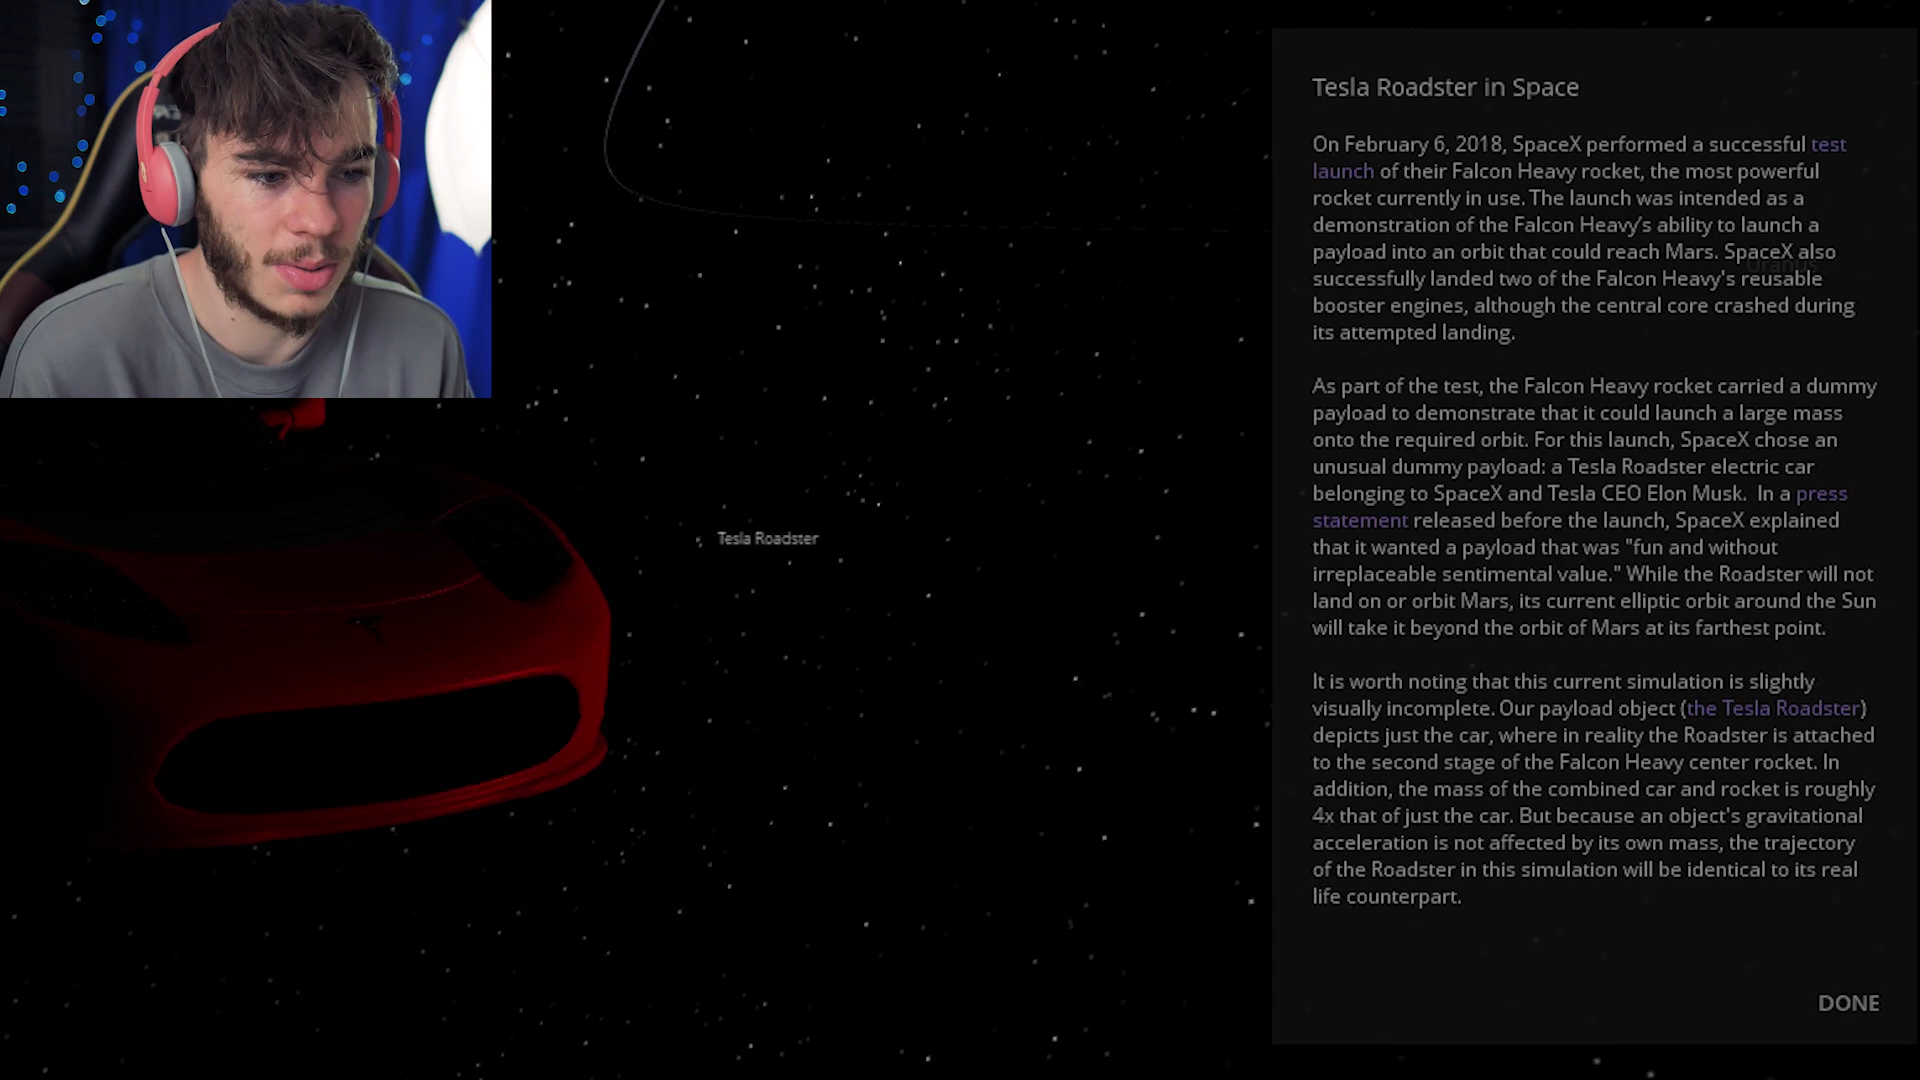 Tesla Roadster in Space
On February 6, 2018, SpaceX performed a successful test
launch of their Falcon Heavy rocket, the most powerful
rocket currently in use. The launch was intended as a
demonstration of the Falcon Heavy’s ability to launch a
payload into an orbit that could reach Mars. SpaceX also
Uranus
successfully landed two of the Falcon Heavy's reusable
booster engines, although the central core crashed during
its attempted landing.
As part of the test, the Falcon Heavy rocket carried a dummy
payload to demonstrate that it could launch a large mass
onto the required orbit. For this launch, SpaceX chose an
unusual dummy payload: a Tesla Roadster electric car
belonging to SpaceX and Tesla CEO Elon Musk.  In a press
statement released before the launch, SpaceX explained
that it wanted a payload that was "fun and without
irreplaceable sentimental value." While the Roadster will not
land on or orbit Mars, its current elliptic orbit around the Sun
will take it beyond the orbit of Mars at its farthest point.
It is worth noting that this current simulation is slightly
visually incomplete. Our payload object (the Tesla Roadster)
depicts just the car, where in reality the Roadster is attached
to the second stage of the Falcon Heavy center rocket. In
addition, the mass of the combined car and rocket is roughly
4x that of just the car. But because an object's gravitational
acceleration is not affected by its own mass, the trajectory
of the Roadster in this simulation will be identical to its real
life counterpart.
DONE
Tesla Roadster